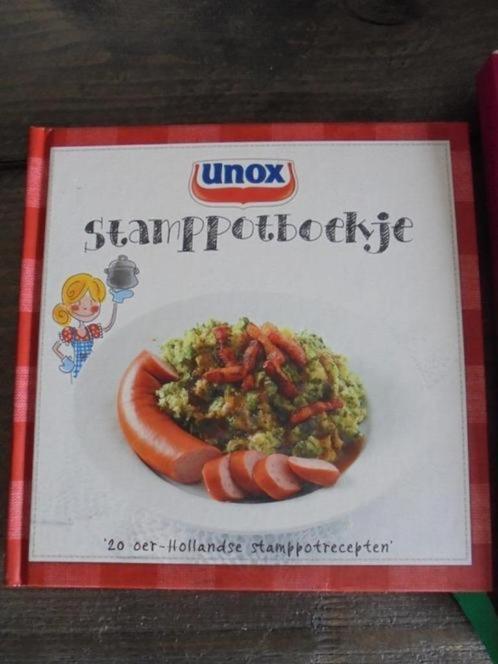 unox
stamppotboekje
'20 oer-Hollandse stamppotrecepten'